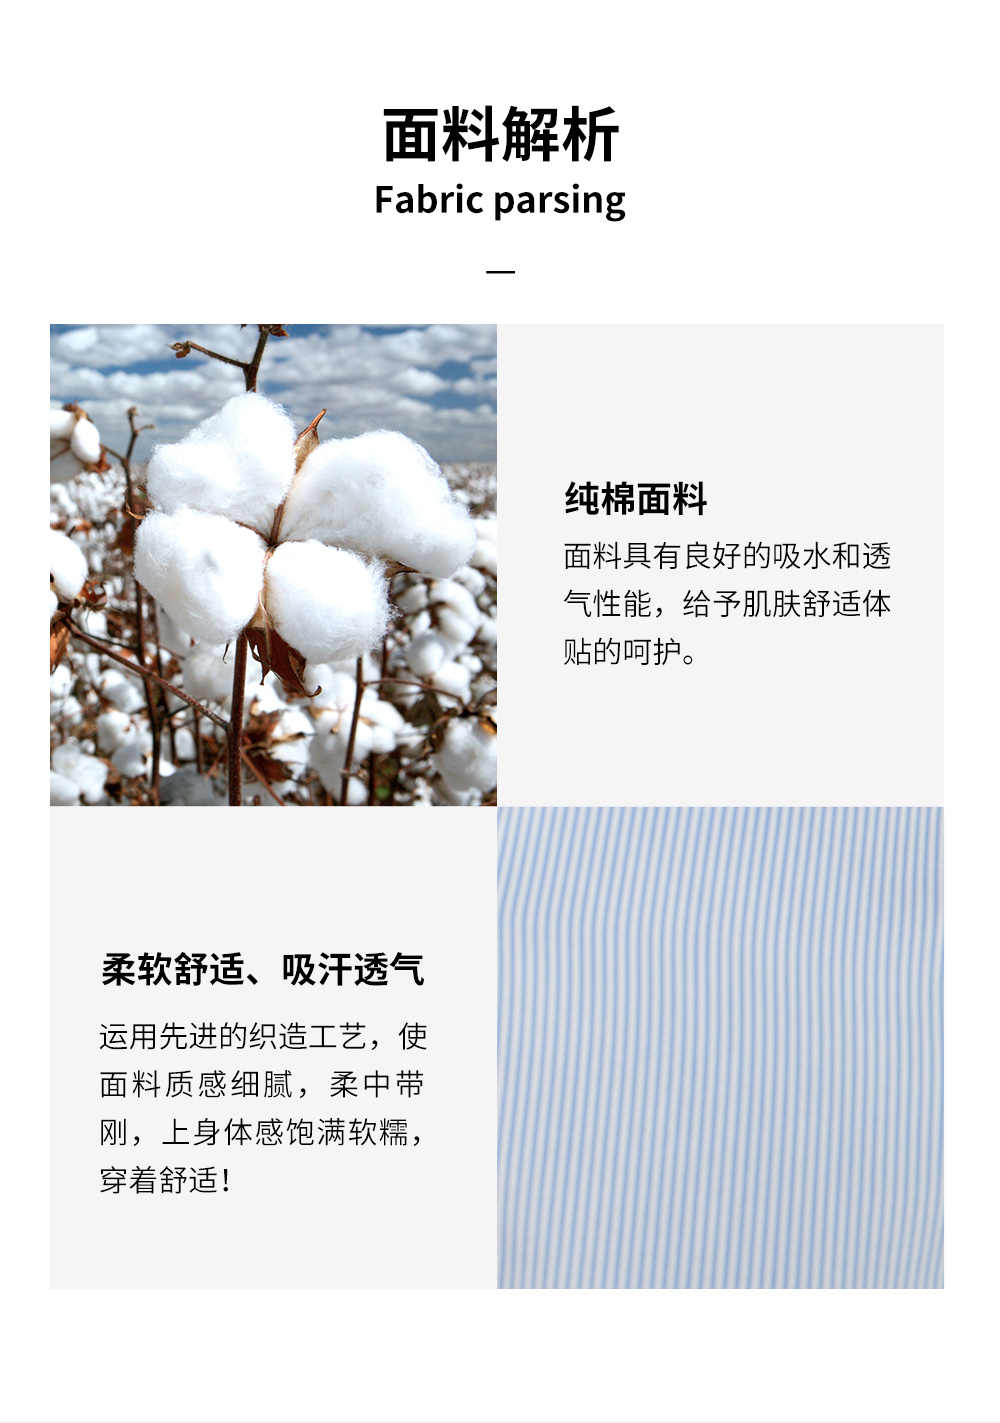 面料解析
Fabric parsing
纯棉面料
面料具有良好的吸水和透
气性能，给予肌肤舒适体
贴的呵护。
柔软舒适、吸汗透气
运用先进的织造工艺，使
面料质感细腻，柔中带
刚，上身体感饱满软糯，
穿着舒适！